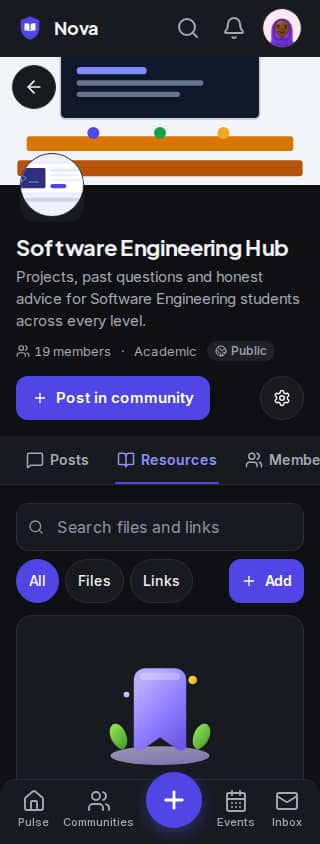 Nova
Software Engineering Hub
Projects, past questions and honest
advice for Software Engineering students
across every level.
19 members · Academic Public
Post in community
Posts Resources Membe
Search files and links
All Files Links Add
Pulse Communities Events Inbox